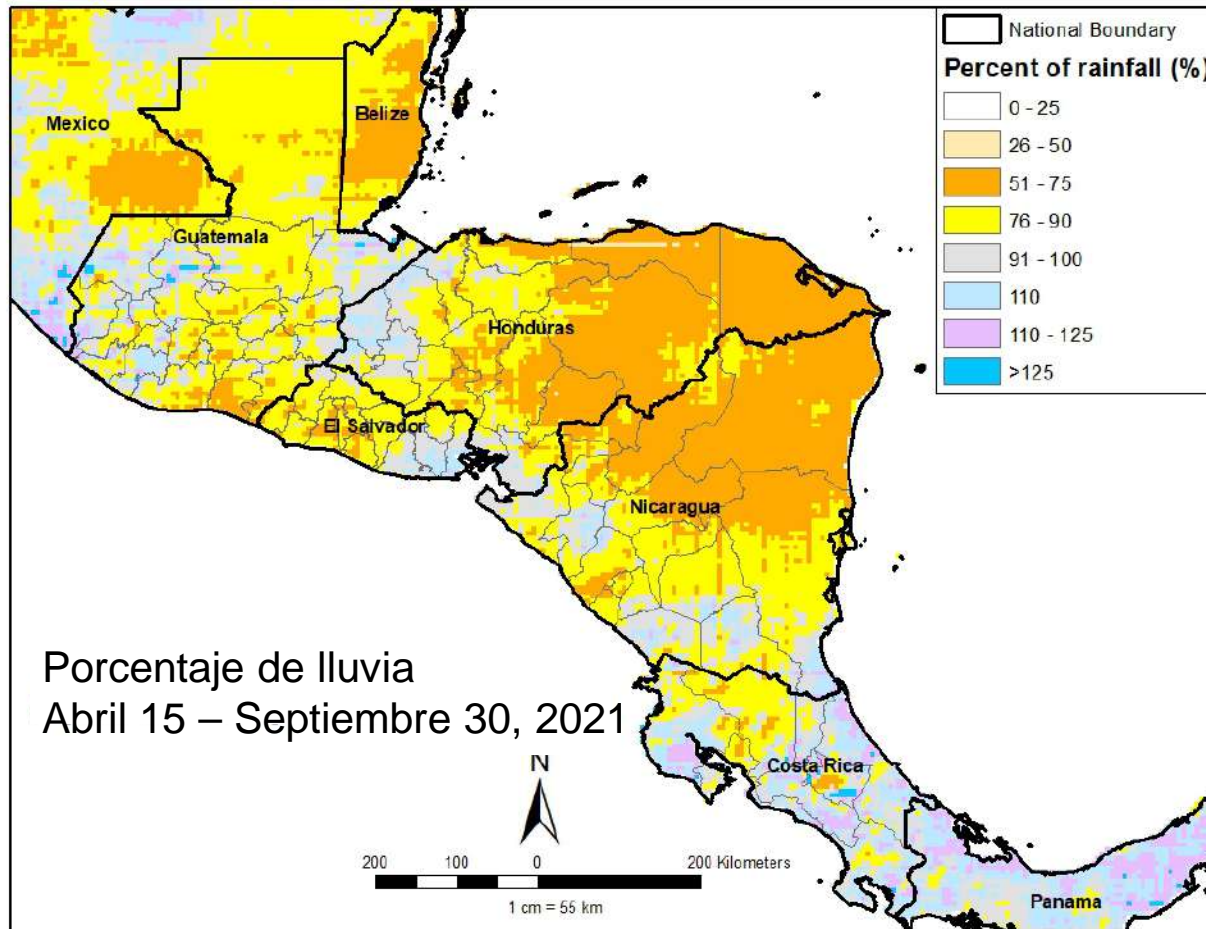 National Boundary
Percent of rainfall (%)
0 - 25
26 - 50
51 - 75
76 - 90
91 - 100
110
110 - 125
>125
Mexico
Belize
Guatemala
Honduras
El Salvador
Nicaragua
Porcentaje de lluvia
Abril 15 – Septiembre 30, 2021
N
Costa Rica
200 100 0 200 Kilometers
1 cm = 55 km
Panama